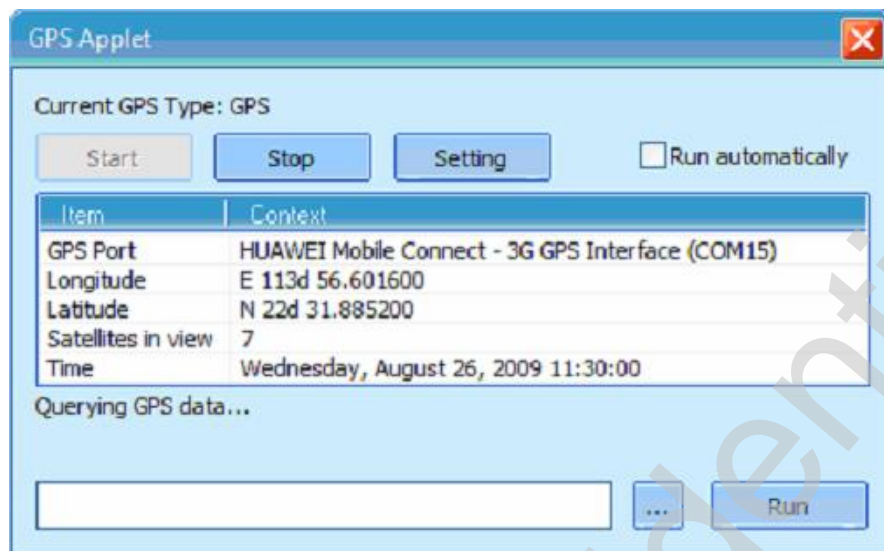 GPS Applet
Current GPS Type: GPS
Start Stop Setting Run automatically
Item Context
GPS Port HUAWEI Mobile Connect - 3G GPS Interface (COM15)
Longitude E 113d 56.601600
Latitude N 22d 31.885200
Satellites in view 7
Time Wednesday, August 26, 2009 11:30:00
Querying GPS data...
... Run